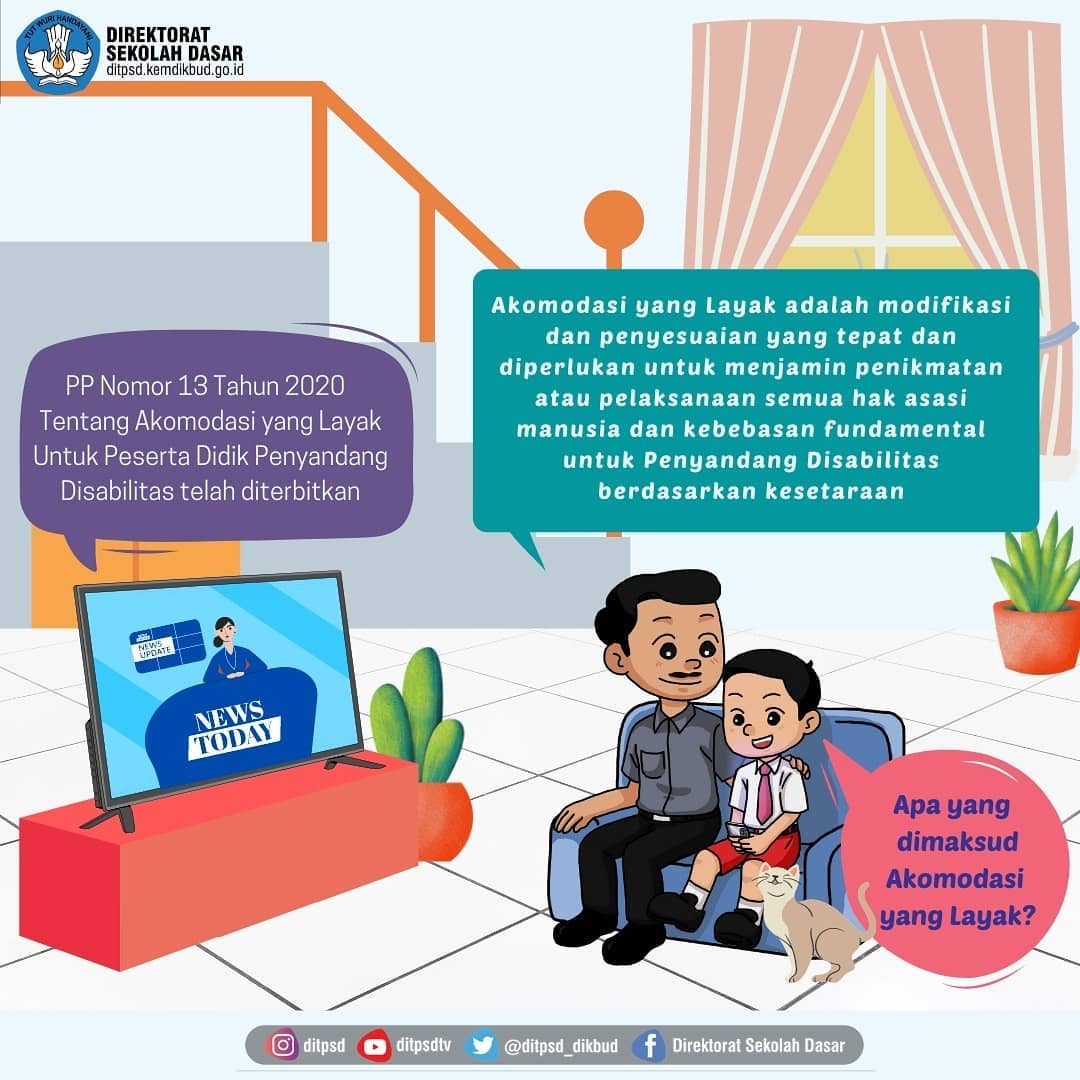 TUT WURI HANDAYANI
DIREKTORAT
SEKOLAH DASAR
ditpsd.kemdikbud.go.id
PP Nomor 13 Tahun 2020
Tentang Akomodasi yang Layak
Untuk Peserta Didik Penyandang
Disabilitas telah diterbitkan
Akomodasi yang Layak adalah modifikasi
dan penyesuaian yang tepat dan
diperlukan untuk menjamin penikmatan
atau pelaksanaan semua hak asasi
manusia dan kebebasan fundamental
untuk Penyandang Disabilitas
berdasarkan kesetaraan
NEWS
UPDATE
NEWS
TODAY
Apa yang
dimaksud
Akomodasi
yang Layak?
ditpsd ditpsdtv @ditpsd_dikbud Direktorat Sekolah Dasar